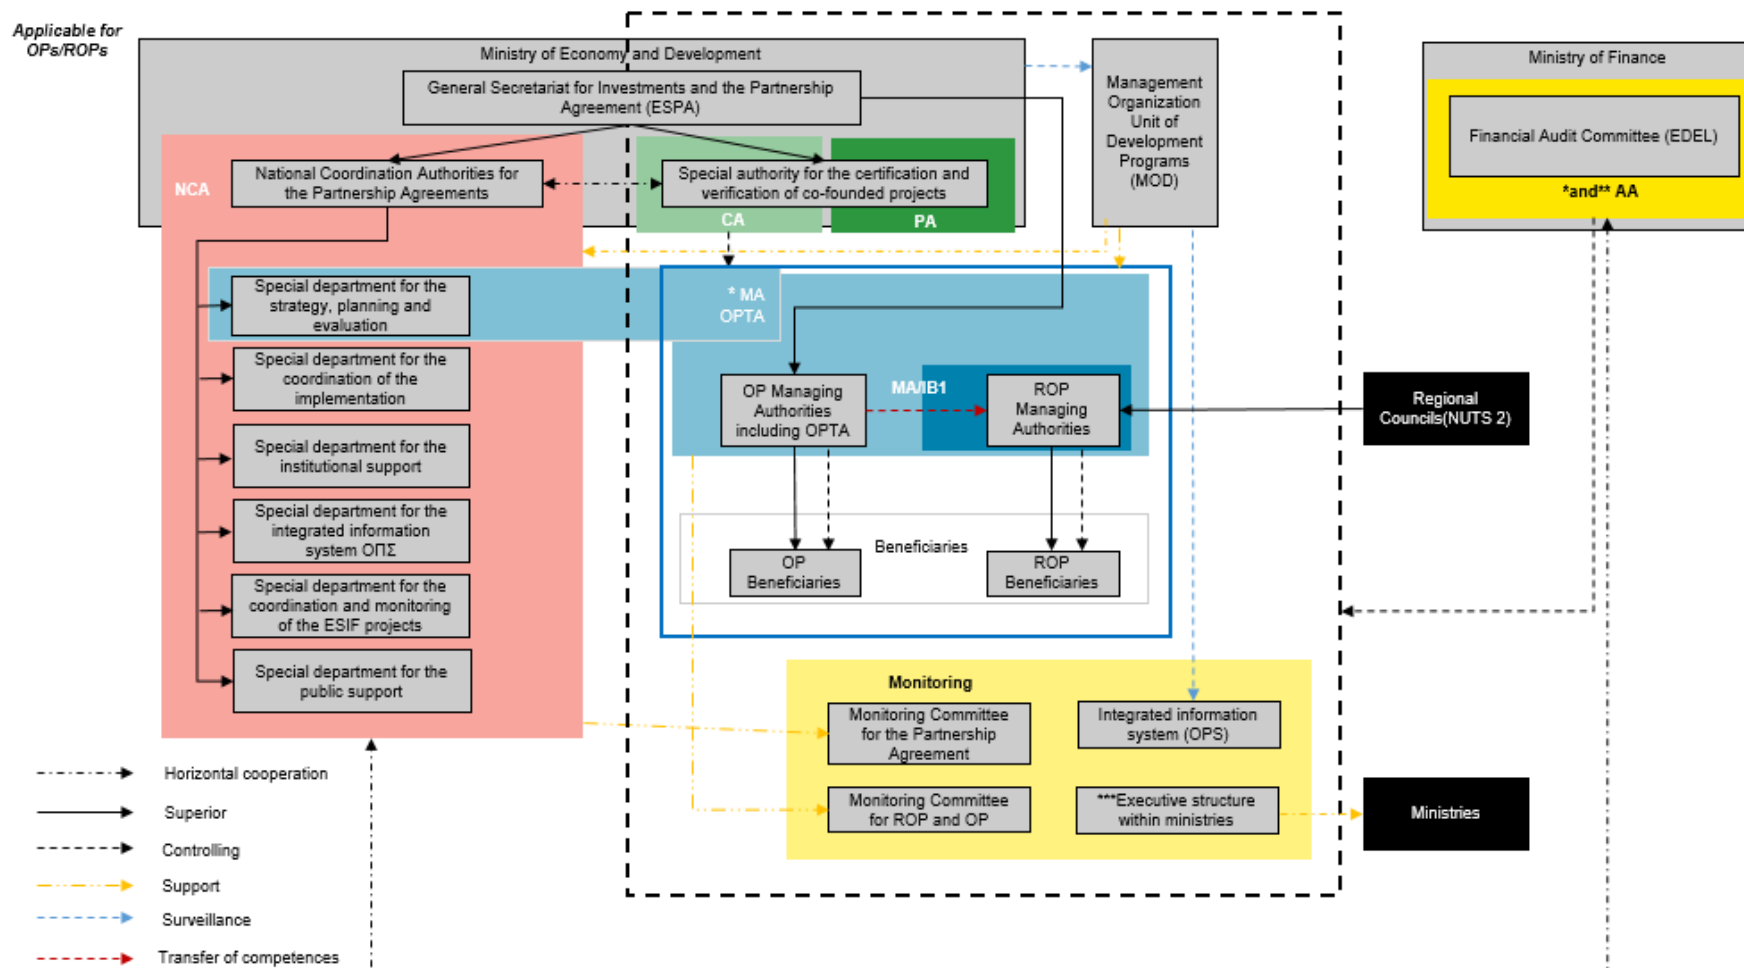 Applicable for
OPs/ROPs
Ministry of Economy and Development
General Secretariat for Investments and the Partnership
Agreement (ESPA)
NCA
National Coordination Authorities for
the Partnership Agreements
Special authority for the certification and
verification of co-founded projects
CA
PA
Management
Organization
Unit of
Development
Programs
(MOD)
Ministry of Finance
Financial Audit Committee (EDEL)
*and** AA
Special department for the
strategy, planning and
evaluation
* MA
OPTA
Special department for the
coordination of the
implementation
Special department for the
institutional support
Special department for the
integrated information
system ΟΠΣ
Special department for the
coordination and monitoring
of the ESIF projects
Special department for the
public support
OP Managing
Authorities
including OPTA
MA/IB1
ROP
Managing
Authorities
Regional
Councils(NUTS 2)
Beneficiaries
OP
Beneficiaries
ROP
Beneficiaries
Monitoring
Monitoring Committee
for the Partnership
Agreement
Integrated information
system (OPS)
Monitoring Committee
for ROP and OP
***Executive structure
within ministries
Ministries
Horizontal cooperation
Superior
Controlling
Support
Surveillance
Transfer of competences